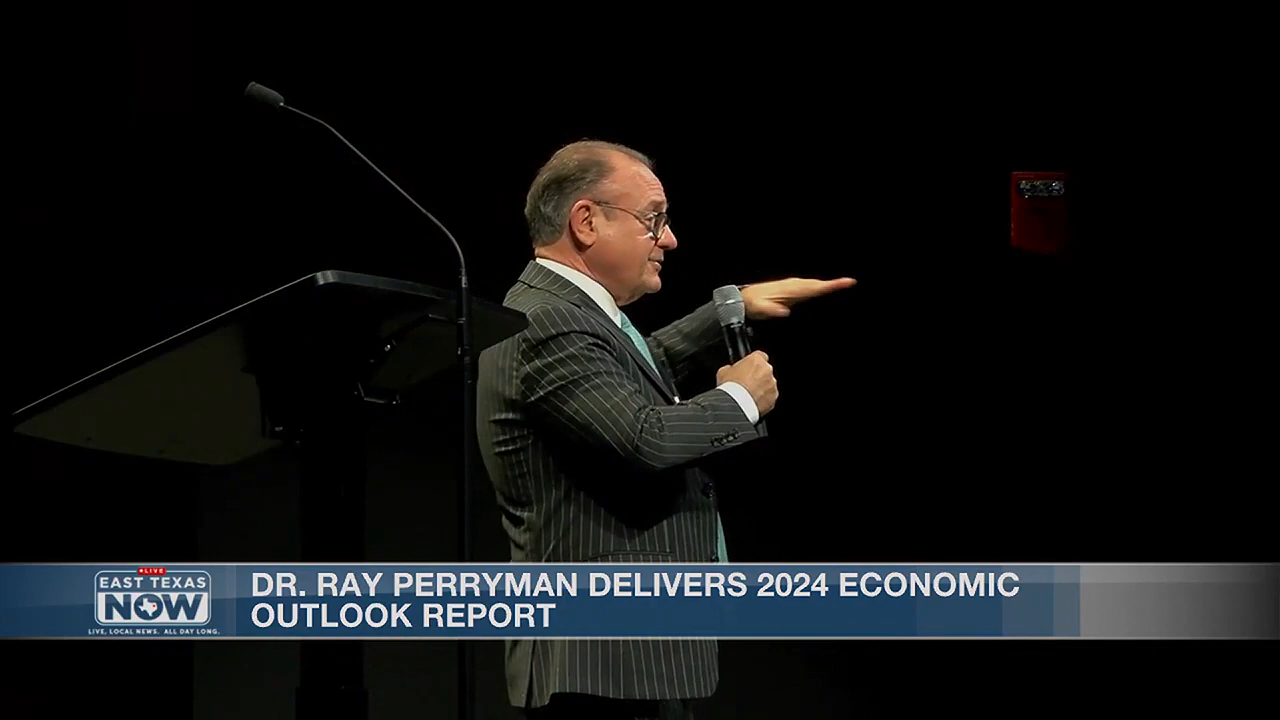 LIVE
EAST TEXAS
NOW
LIVE. LOCAL NEWS. ALL DAY LONG.
DR. RAY PERRYMAN DELIVERS 2024 ECONOMIC
OUTLOOK REPORT